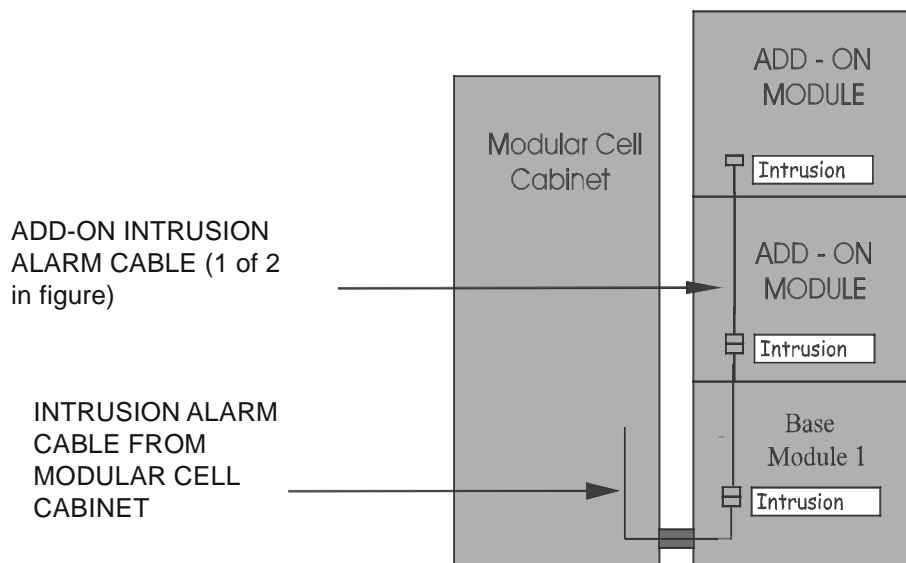 ADD - ON
MODULE
Modular Cell
Cabinet
Intrusion
ADD-ON INTRUSION
ALARM CABLE (1 of 2
in figure)
ADD - ON
MODULE
Intrusion
INTRUSION ALARM
CABLE FROM
MODULAR CELL
CABINET
Base
Module 1
Intrusion